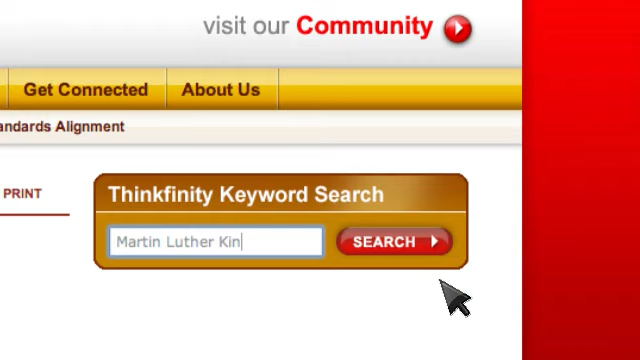 visit our Community
Get Connected
About Us
andards Alignment
PRINT
Thinkfinity Keyword Search
Martin Luther Kin
SEARCH